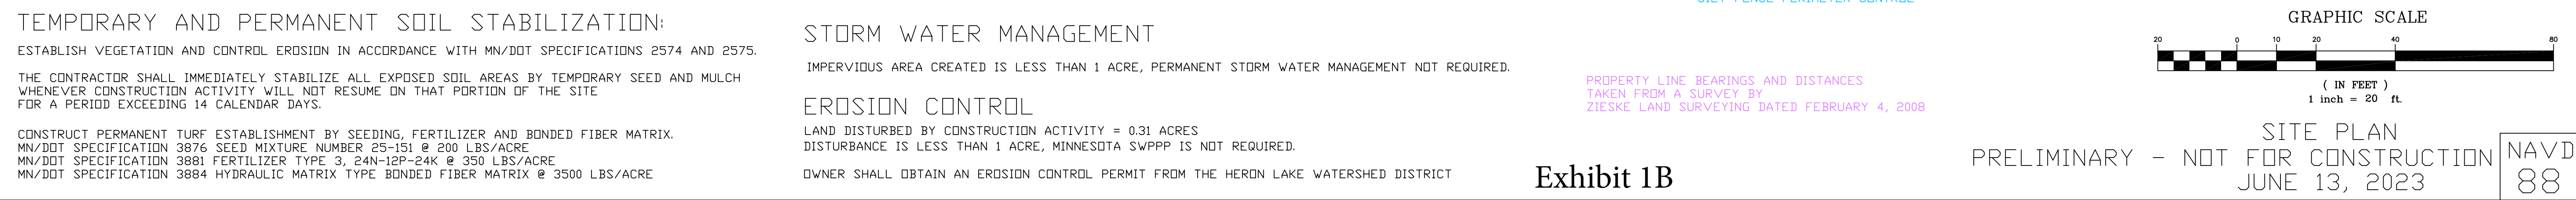 TEMPORARY AND PERMANENT SOIL STABILIZATION:
ESTABLISH VEGETATION AND CONTROL EROSION IN ACCORDANCE WITH MN/DOT SPECIFICATIONS 2574 AND 2575.
THE CONTRACTOR SHALL IMMEDIATELY STABILIZE ALL EXPOSED SOIL AREAS BY TEMPORARY SEED AND MULCH
WHENEVER CONSTRUCTION ACTIVITY WILL NOT RESUME ON THAT PORTION OF THE SITE
FOR A PERIOD EXCEEDING 14 CALENDAR DAYS.
CONSTRUCT PERMANENT TURF ESTABLISHMENT BY SEEDING, FERTILIZER AND BONDED FIBER MATRIX.
MN/DOT SPECIFICATION 3876 SEED MIXTURE NUMBER 25-151 @ 200 LBS/ACRE
MN/DOT SPECIFICATION 3881 FERTILIZER TYPE 3, 24N-12P-24K @ 350 LBS/ACRE
MN/DOT SPECIFICATION 3884 HYDRAULIC MATRIX TYPE BONDED FIBER MATRIX @ 3500 LBS/ACRE
STORM WATER MANAGEMENT
IMPERVIOUS AREA CREATED IS LESS THAN 1 ACRE, PERMANENT STORM WATER MANAGEMENT NOT REQUIRED.
EROSION CONTROL
LAND DISTURBED BY CONSTRUCTION ACTIVITY = 0.31 ACRES
DISTURBANCE IS LESS THAN 1 ACRE, MINNESOTA SWPPP IS NOT REQUIRED.
OWNER SHALL OBTAIN AN EROSION CONTROL PERMIT FROM THE HERON LAKE WATERSHED DISTRICT
Exhibit 1B
PROPERTY LINE BEARINGS AND DISTANCES
TAKEN FROM A SURVEY BY
ZIESKE LAND SURVEYING DATED FEBRUARY 4, 2008
GRAPHIC SCALE
20 0 10 20 40 80
( IN FEET )
1 inch = 20 ft.
SITE PLAN
PRELIMINARY - NOT FOR CONSTRUCTION
JUNE 13, 2023
NAVD
88